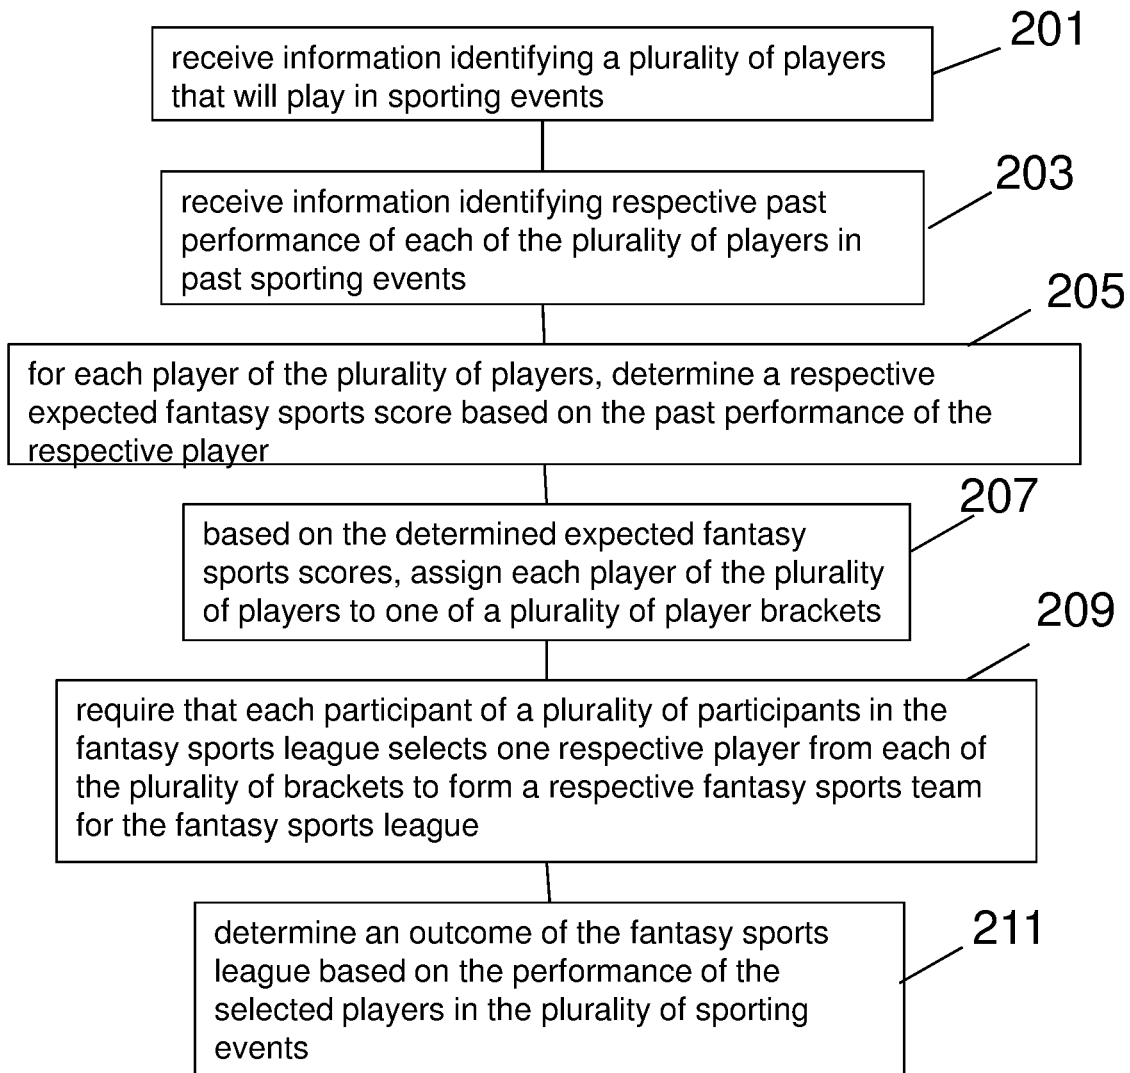 201
receive information identifying a plurality of players
that will play in sporting events
203
receive information identifying respective past
performance of each of the plurality of players in
past sporting events
205
for each player of the plurality of players, determine a respective
expected fantasy sports score based on the past performance of the
respective player
207
based on the determined expected fantasy
sports scores, assign each player of the plurality
of players to one of a plurality of player brackets
209
require that each participant of a plurality of participants in the
fantasy sports league selects one respective player from each of
the plurality of brackets to form a respective fantasy sports team
for the fantasy sports league
211
determine an outcome of the fantasy sports
league based on the performance of the
selected players in the plurality of sporting
events